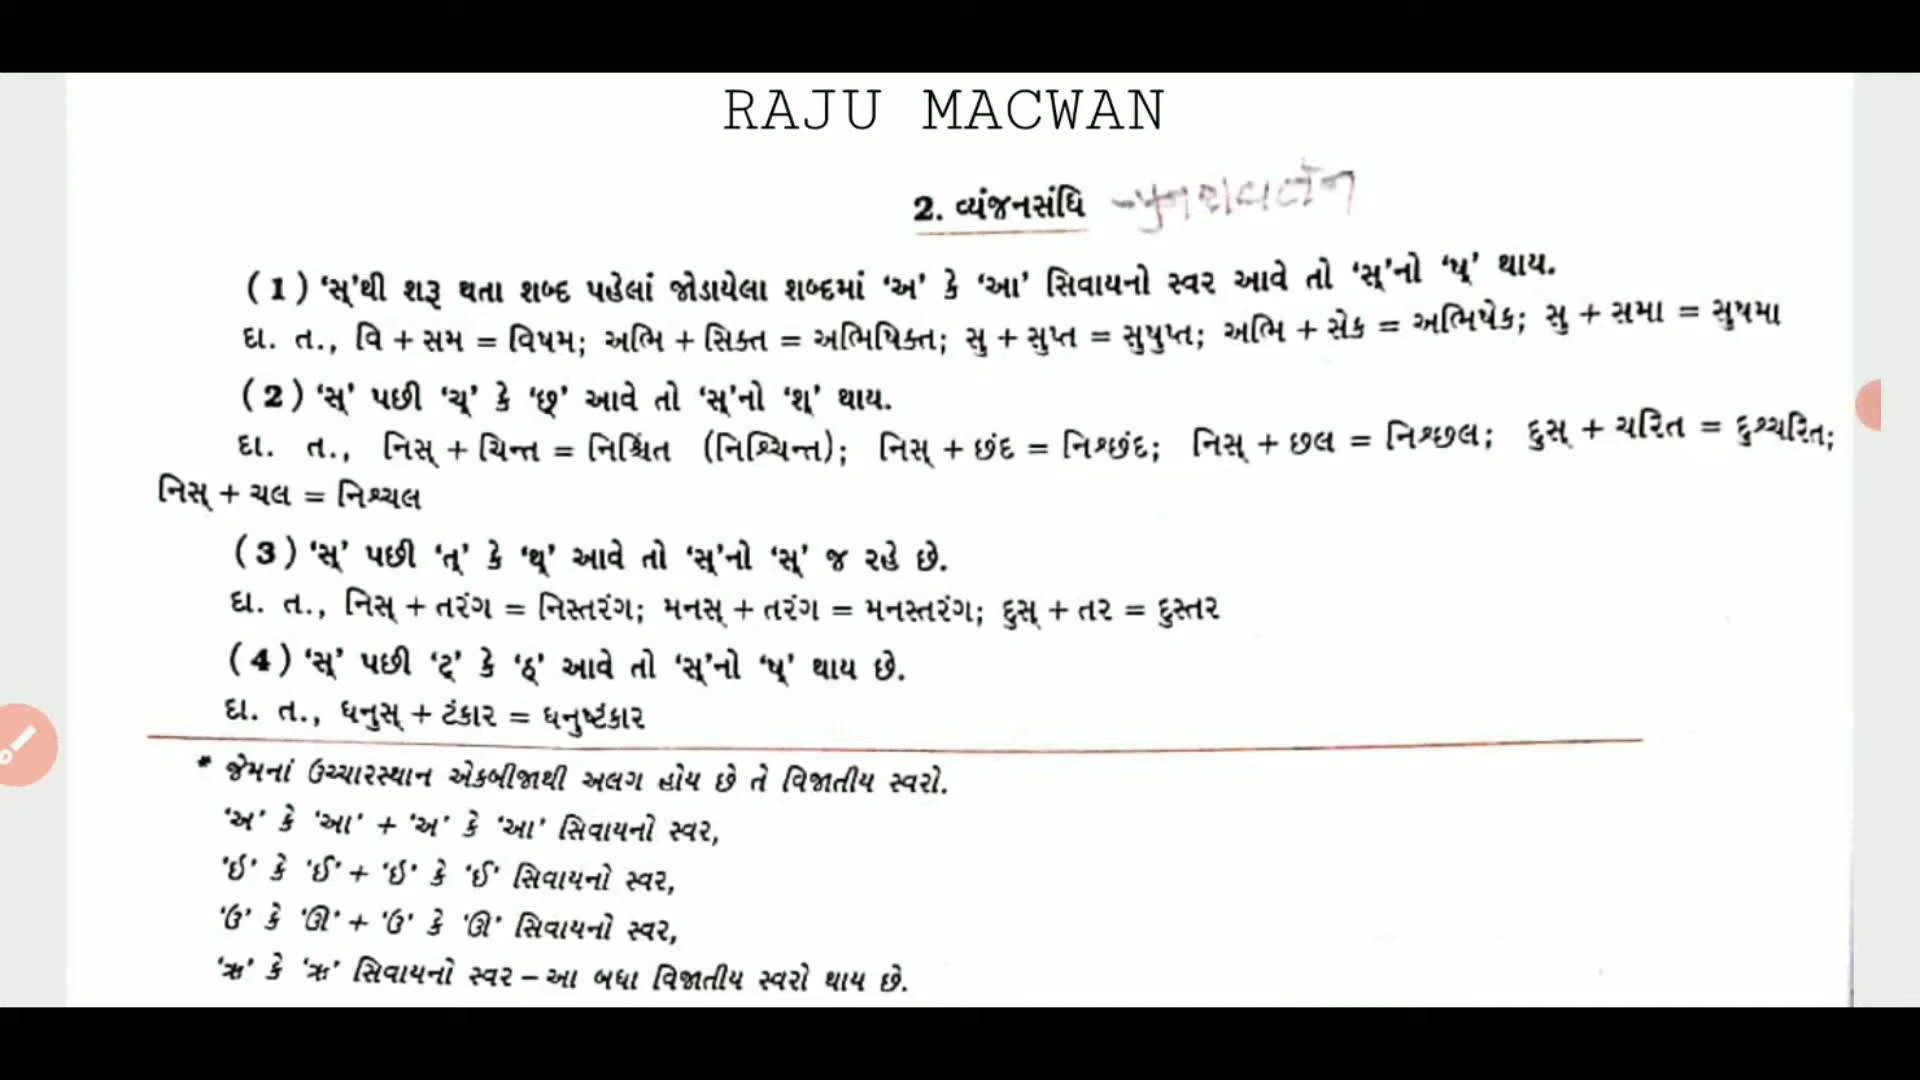 RAJU MACWAN
2. વ્યંજનસંધિ - પુનરાવર્તન
(1) ‘સ્’થી શરૂ થતા શબ્દ પહેલાં જોડાયેલા શબ્દમાં ‘અ’ કે ‘આ’ સિવાયનો સ્વર આવે તો ‘સ્’નો ‘ષ્’ થાય.
દા. ત., વિ + સમ = વિષમ; અભિ + સિક્ત = અભિષિક્ત; સુ + સુપ્ત = સુષુપ્ત; અભિ + સેક = અભિષેક; સુ + સમા = સુષમા
(2) ‘સ્’ પછી ‘ચ્’ કે ‘છ્’ આવે તો ‘સ્’નો ‘શ્’ થાય.
દા. ત., નિસ્ + ચિન્ત = નિશ્ચિંત (નિશ્ચિન્ત); નિસ્ + છંદ = નિશ્છંદ; નિસ્ + છલ = નિશ્છલ; દુસ્ + ચરિત = દુશ્ચરિત;
નિસ્ + ચલ = નિશ્ચલ
(3) ‘સ્’ પછી ‘ત્’ કે ‘થ્’ આવે તો ‘સ્’નો ‘સ્’ જ રહે છે.
દા. ત., નિસ્ + તરંગ = નિસ્તરંગ; મનસ્ + તરંગ = મનસ્તરંગ; દુસ્ + તર = દુસ્તર
(4) ‘સ્’ પછી ‘ટ્’ કે ‘ઠ્’ આવે તો ‘સ્’નો ‘ષ્’ થાય છે.
દા. ત., ધનુસ્ + ટંકાર = ધનુષ્ટંકાર
* જેમનાં ઉચ્ચારસ્થાન એકબીજાથી અલગ હોય છે તે વિજાતીય સ્વરો.
‘અ’ કે ‘આ’ + ‘અ’ કે ‘આ’ સિવાયનો સ્વર,
‘ઇ’ કે ‘ઈ’ + ‘ઇ’ કે ‘ઈ’ સિવાયનો સ્વર,
‘ઉ’ કે ‘ઊ’ + ‘ઉ’ કે ‘ઊ’ સિવાયનો સ્વર,
‘ઋ’ કે ‘ઋ’ સિવાયનો સ્વર – આ બધા વિજાતીય સ્વરો થાય છે.